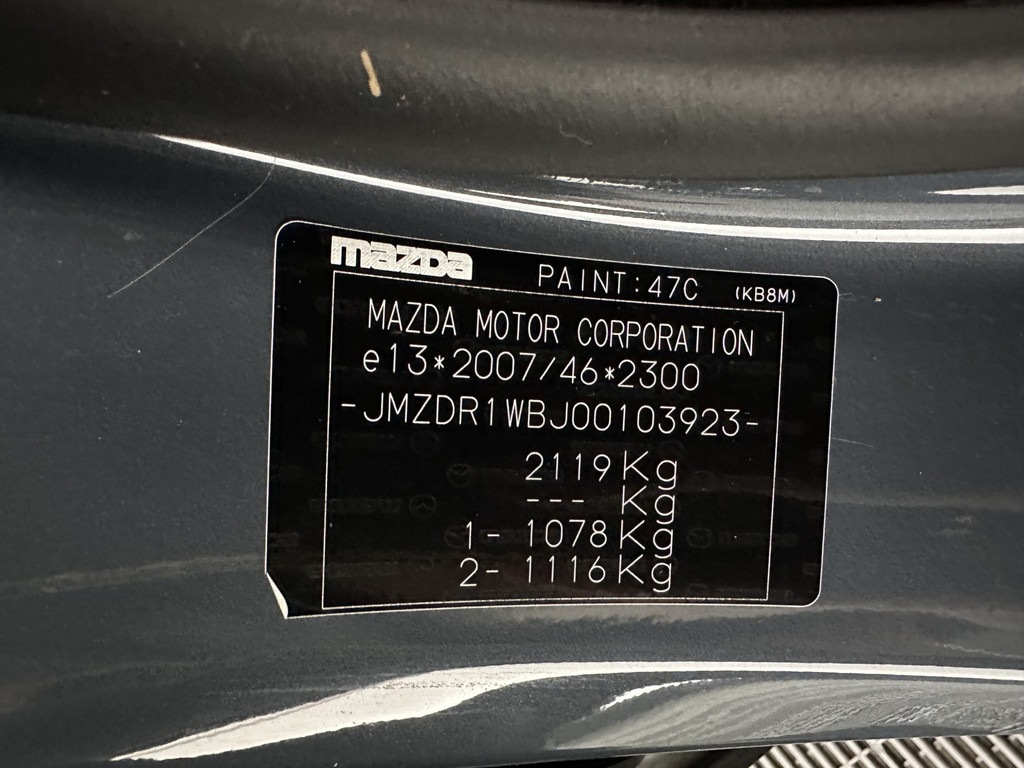 mazda PAINT:47C (KB8M)
MAZDA MOTOR CORPORATION
e13*2007/46*2300
-JMZDR1WBJ00103923-
2119Kg
--- Kg
1- 1078Kg
2- 1116Kg